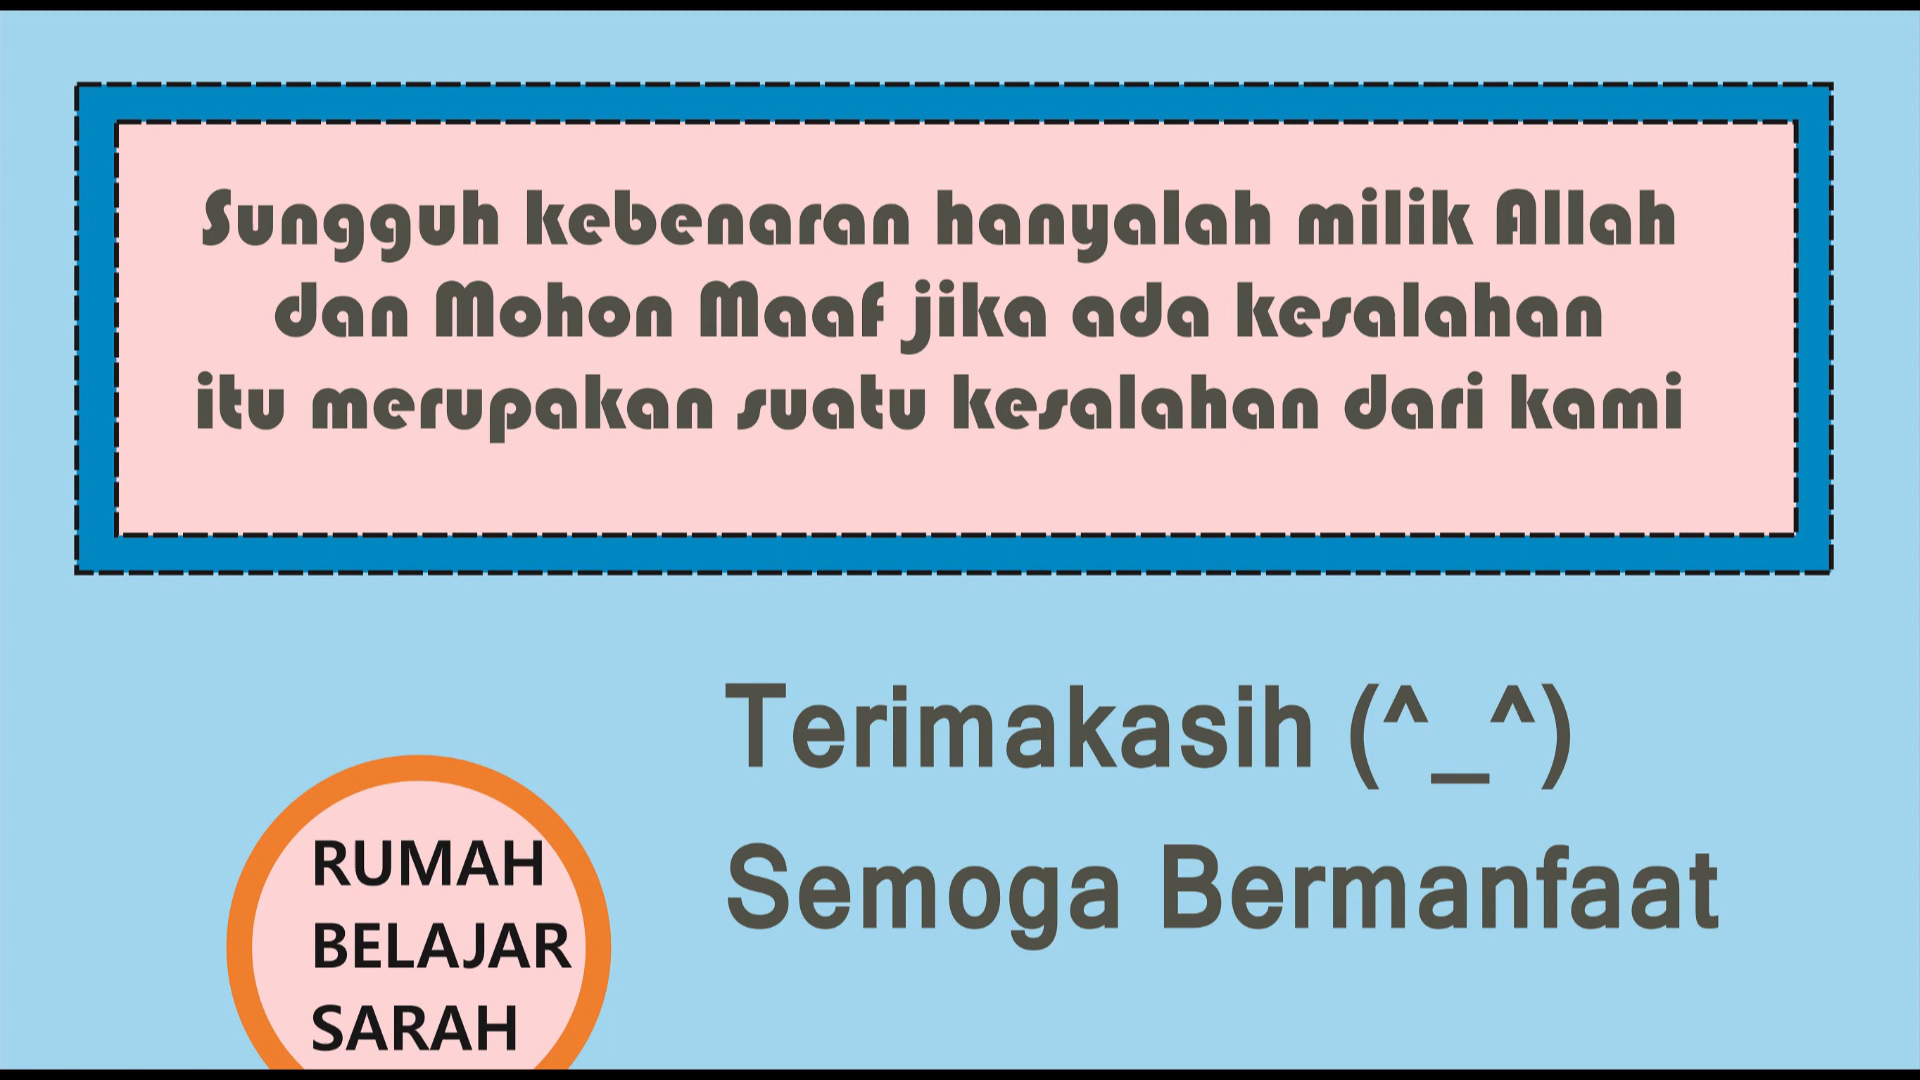 Sungguh kebenaran hanyalah milik Allah
dan Mohon Maaf jika ada kesalahan
itu merupakan suatu kesalahan dari kami
Terimakasih (^_^)
Semoga Bermanfaat
RUMAH
BELAJAR
SARAH